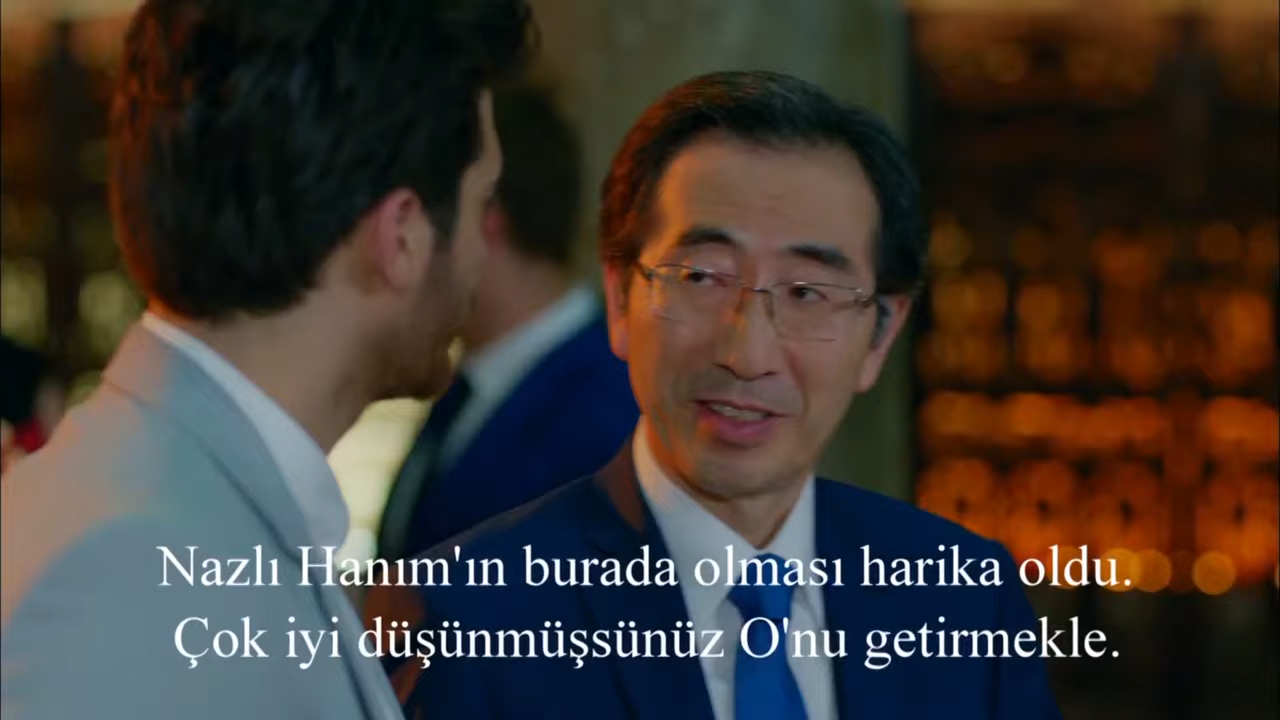 Nazlı Hanım'ın burada olması harika oldu.
Çok iyi düşünmüşsünüz O'nu getirmekle.